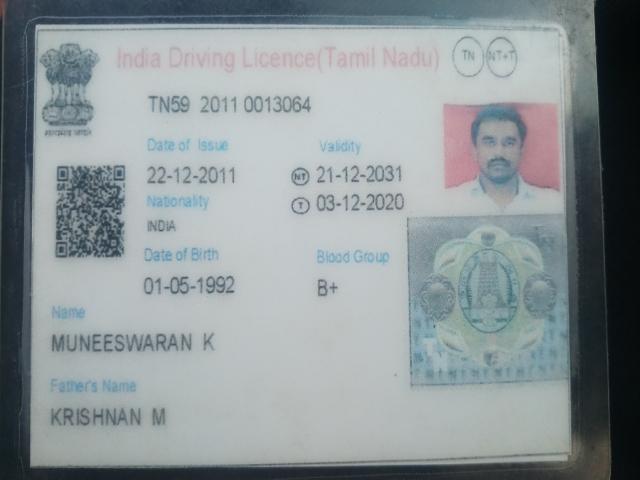 India Driving Licence(Tamil Nadu) TN NT+T
TN59 2011 0013064
Date of Issue Validity
22-12-2011 NT 21-12-2031
Nationality T 03-12-2020
INDIA
Date of Birth Blood Group
01-05-1992 B+
Name
MUNEESWARAN K
Father's Name
KRISHNAN M